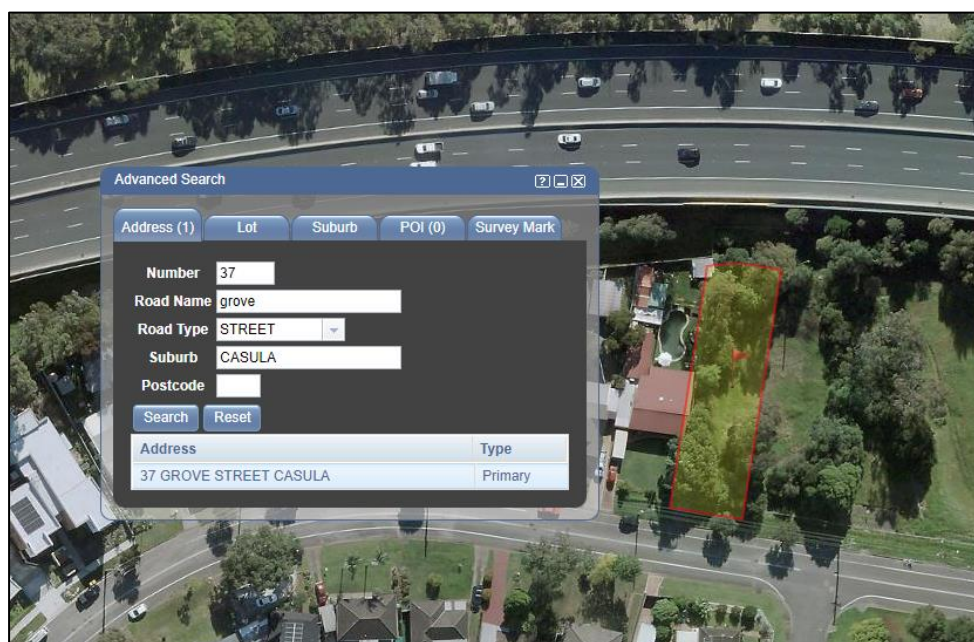 Advanced Search
Address (1) Lot Suburb POI (0) Survey Mark
Number 37
Road Name grove
Road Type STREET
Suburb CASULA
Postcode
Search Reset
Address Type
37 GROVE STREET CASULA Primary